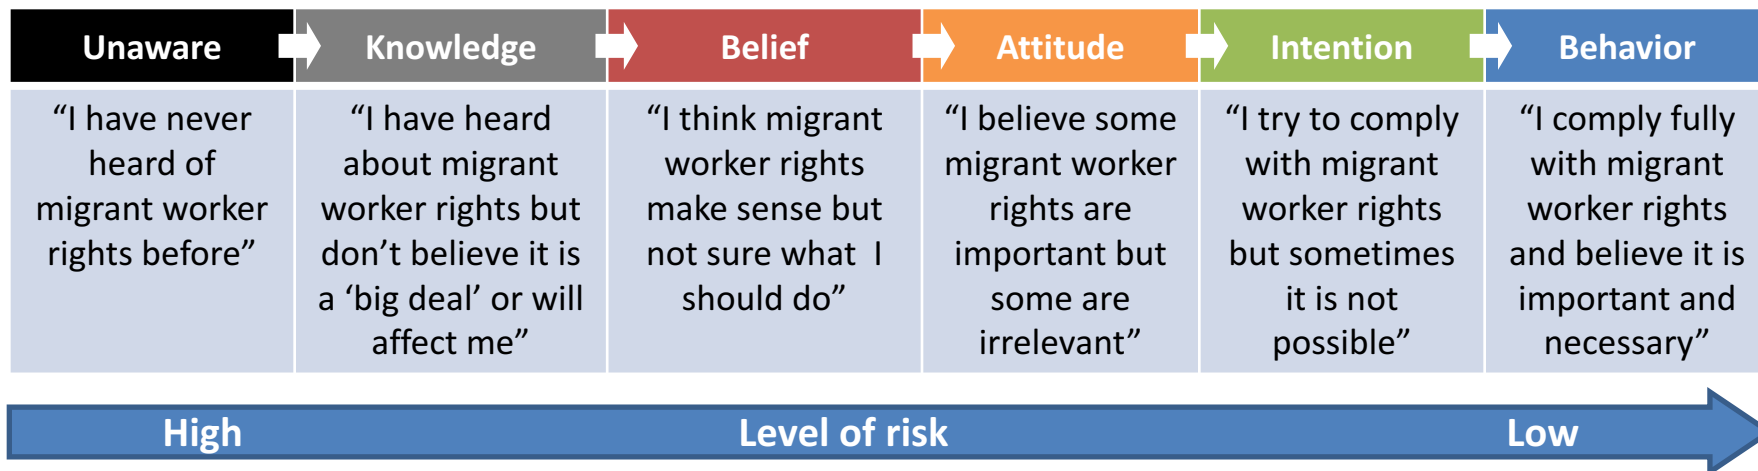 Unaware
Knowledge
Belief
Attitude
Intention
Behavior
“I have never
heard of
migrant worker
rights before”
“I have heard
about migrant
worker rights but
don’t believe it is
a ‘big deal’ or will
affect me”
“I think migrant
worker rights
make sense but
not sure what I
should do”
“I believe some
migrant worker
rights are
important but
some are
irrelevant”
“I try to comply
with migrant
worker rights
but sometimes
it is not
possible”
“I comply fully
with migrant
worker rights
and believe it is
important and
necessary”
High
Level of risk
Low